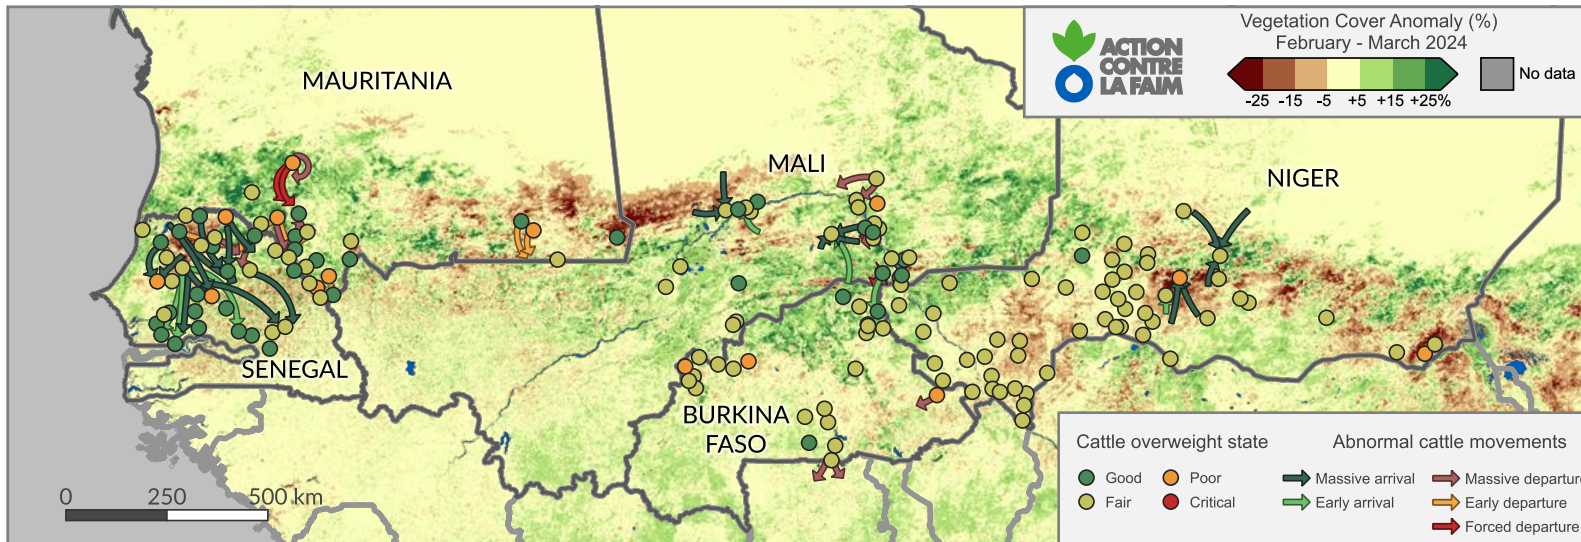 MAURITANIA
MALI
NIGER
SENEGAL
BURKINA
FASO
0 250 500 km
ACTION
CONTRE
LA FAIM
Vegetation Cover Anomaly (%)
February - March 2024
-25 -15 -5 +5 +15 +25%
No data
Cattle overweight state
Good
Poor
Fair
Critical
Abnormal cattle movements
Massive arrival
Massive departure
Early arrival
Early departure
Forced departure